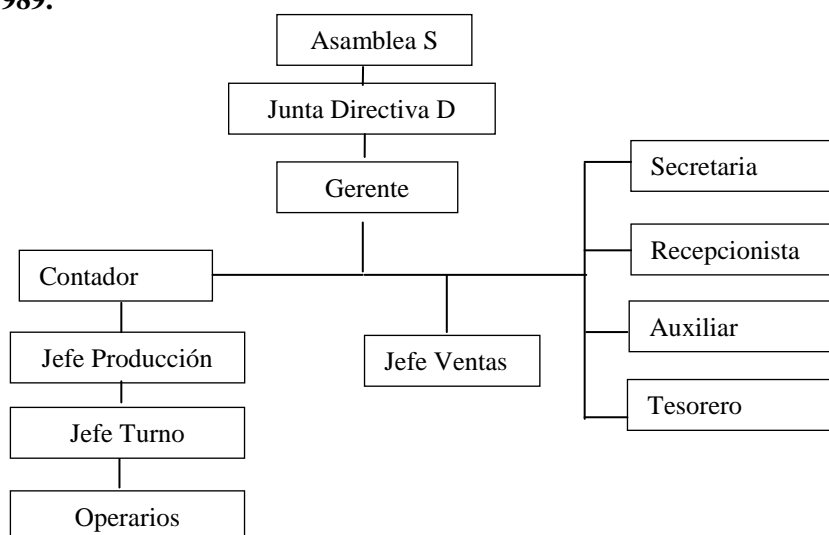 989.
Asamblea S
Junta Directiva D
Gerente
Secretaria
Recepcionista
Contador
Auxiliar
Jefe Producción
Jefe Ventas
Tesorero
Jefe Turno
Operarios